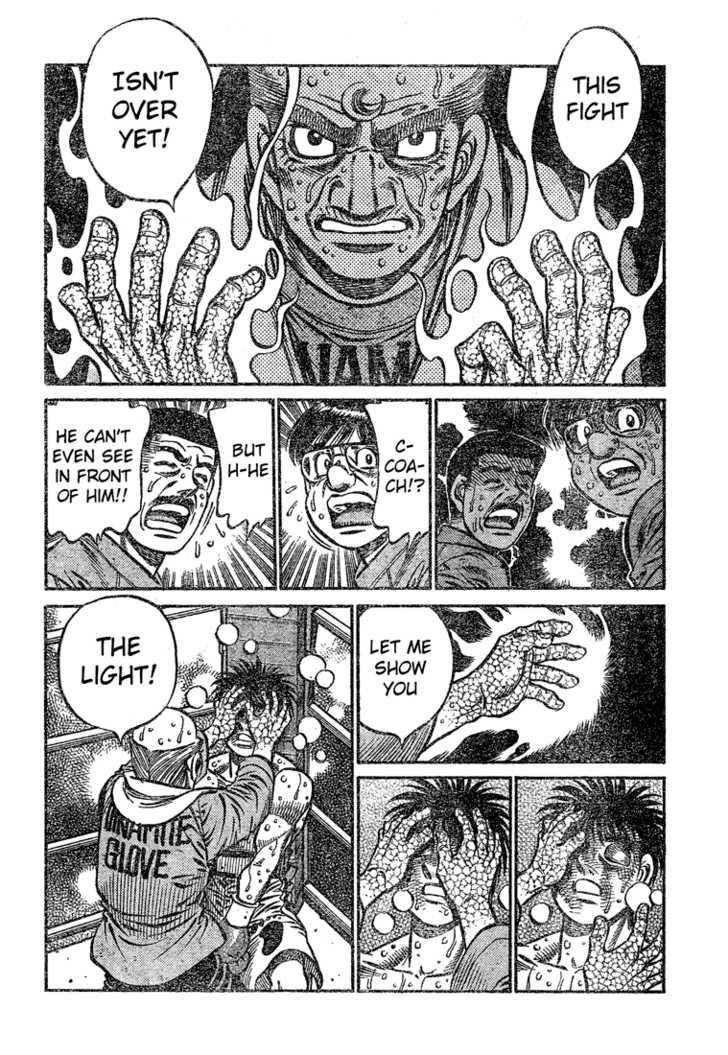 THIS
FIGHT
ISN'T
OVER
YET!
NAM
C-
COA-
CH!?
BUT
H-HE
HE CAN'T
EVEN SEE
IN FRONT
OF HIM!!
LET ME
SHOW
YOU
THE
LIGHT!
DINAMITE
GLOVE